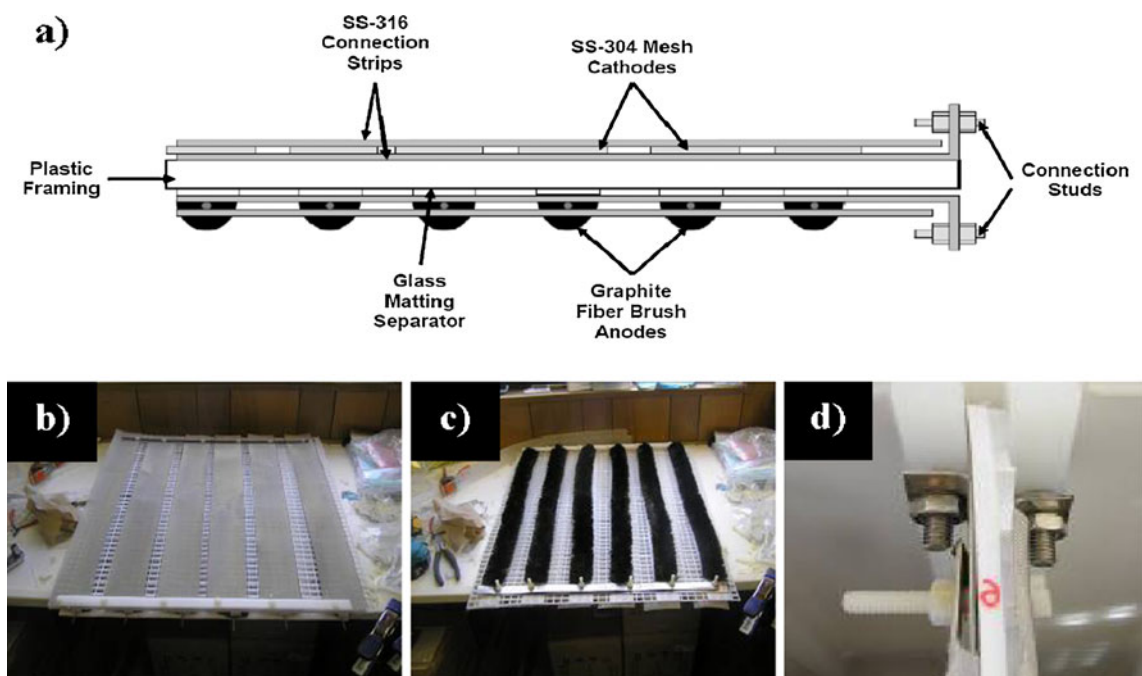 a)
SS-316
Connection
Strips
SS-304 Mesh
Cathodes
Plastic
Framing
Connection
Studs
Glass
Matting
Separator
Graphite
Fiber Brush
Anodes
b)
c)
d)